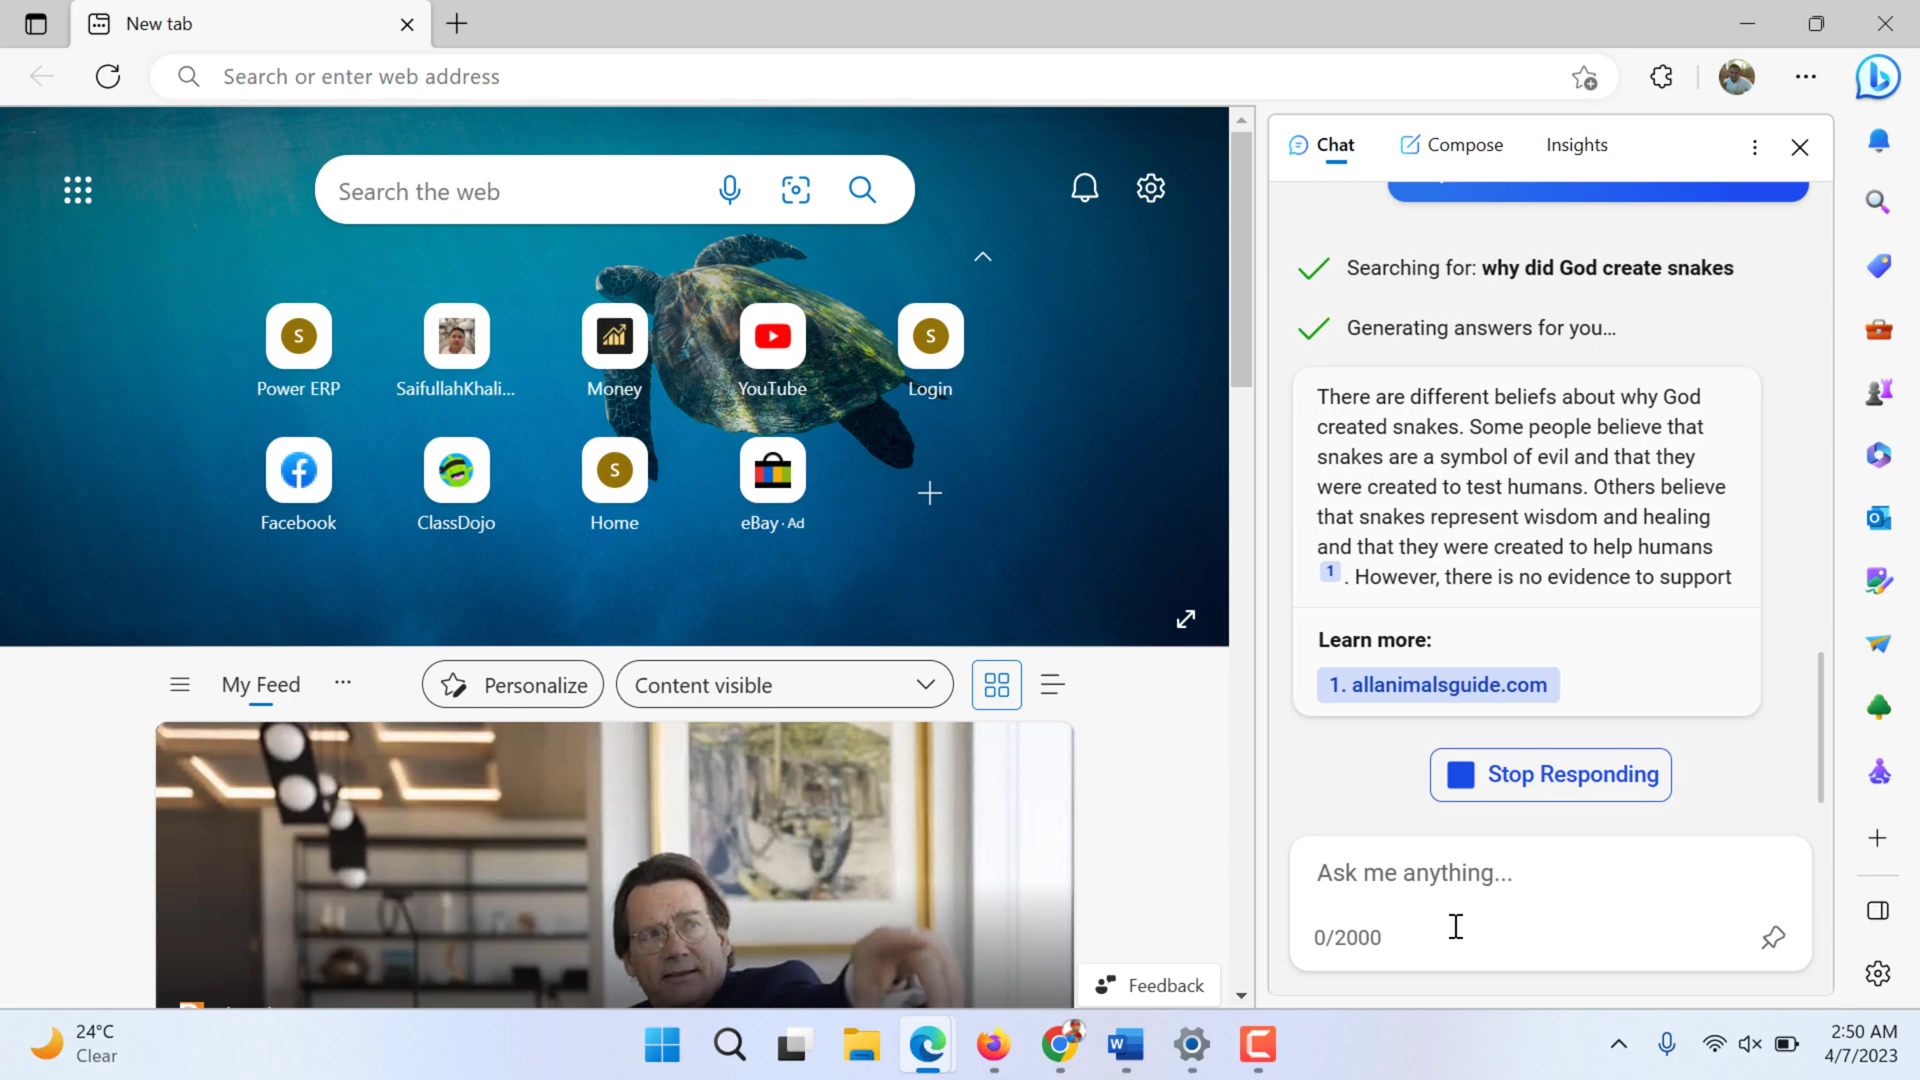 New tab
Search or enter web address
Search the web
S
Power ERP
SaifullahKhali...
Money
YouTube
S
Login
Facebook
ClassDojo
S
Home
eBay · Ad
My Feed
Personalize
Content visible
Feedback
Chat
Compose
Insights
Searching for: why did God create snakes
Generating answers for you...
There are different beliefs about why God
created snakes. Some people believe that
snakes are a symbol of evil and that they
were created to test humans. Others believe
that snakes represent wisdom and healing
and that they were created to help humans
1 . However, there is no evidence to support
Learn more:
1. allanimalsguide.com
Stop Responding
Ask me anything...
0/2000
24°C
Clear
2:50 AM
4/7/2023